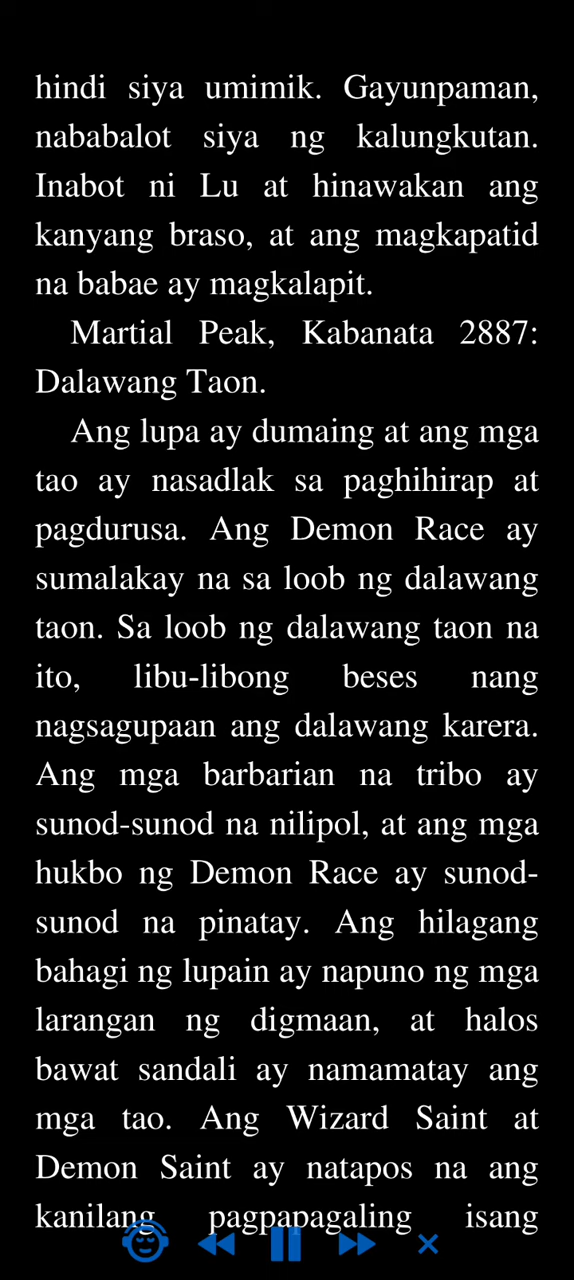 hindi siya umimik. Gayunpaman,
nababalot siya ng kalungkutan.
Inabot ni Lu at hinawakan ang
kanyang braso, at ang magkapatid
na babae ay magkalapit.
Martial Peak, Kabanata 2887:
Dalawang Taon.
Ang lupa ay dumaing at ang mga
tao ay nasadlak sa paghihirap at
pagdurusa. Ang Demon Race ay
sumalakay na sa loob ng dalawang
taon. Sa loob ng dalawang taon na
ito, libu-libong beses nang
nagsagupaan ang dalawang karera.
Ang mga barbarian na tribo ay
sunod-sunod na nilipol, at ang mga
hukbo ng Demon Race ay sunod-
sunod na pinatay. Ang hilagang
bahagi ng lupain ay napuno ng mga
larangan ng digmaan, at halos
bawat sandali ay namamatay ang
mga tao. Ang Wizard Saint at
Demon Saint ay natapos na ang
kanilang pagpapagaling isang